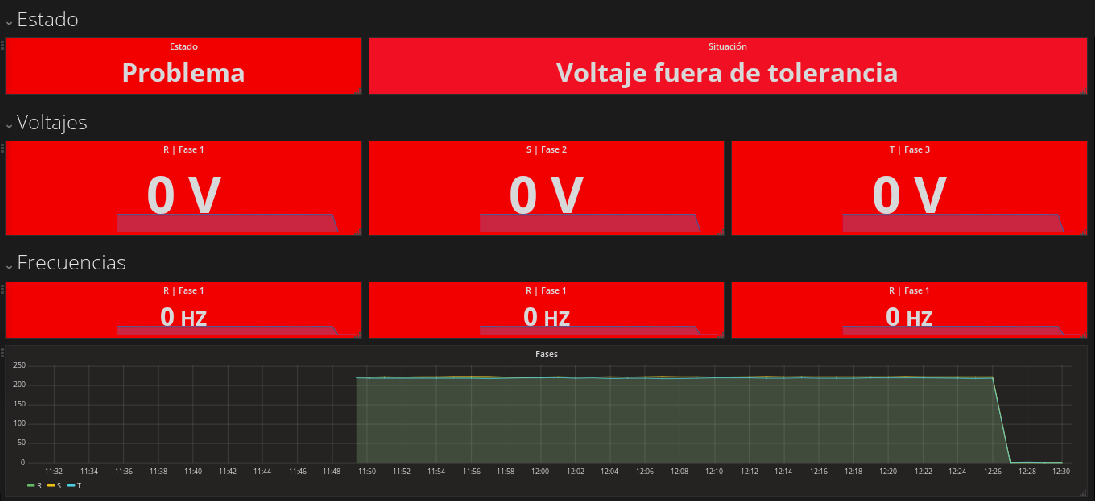 Estado
Estado
Problema
Situación
Voltaje fuera de tolerancia
Voltajes
R | Fase 1
0 V
S | Fase 2
0 V
T | Fase 3
0 V
Frecuencias
R | Fase 1
0 HZ
R | Fase 1
0 HZ
R | Fase 1
0 HZ
Fases
250
200
150
100
50
0
11:32 11:34 11:36 11:38 11:40 11:42 11:44 11:46 11:48 11:50 11:52 11:54 11:56 11:58 12:00 12:02 12:04 12:06 12:08 12:10 12:12 12:14 12:16 12:18 12:20 12:22 12:24 12:26 12:28 12:30
R S T